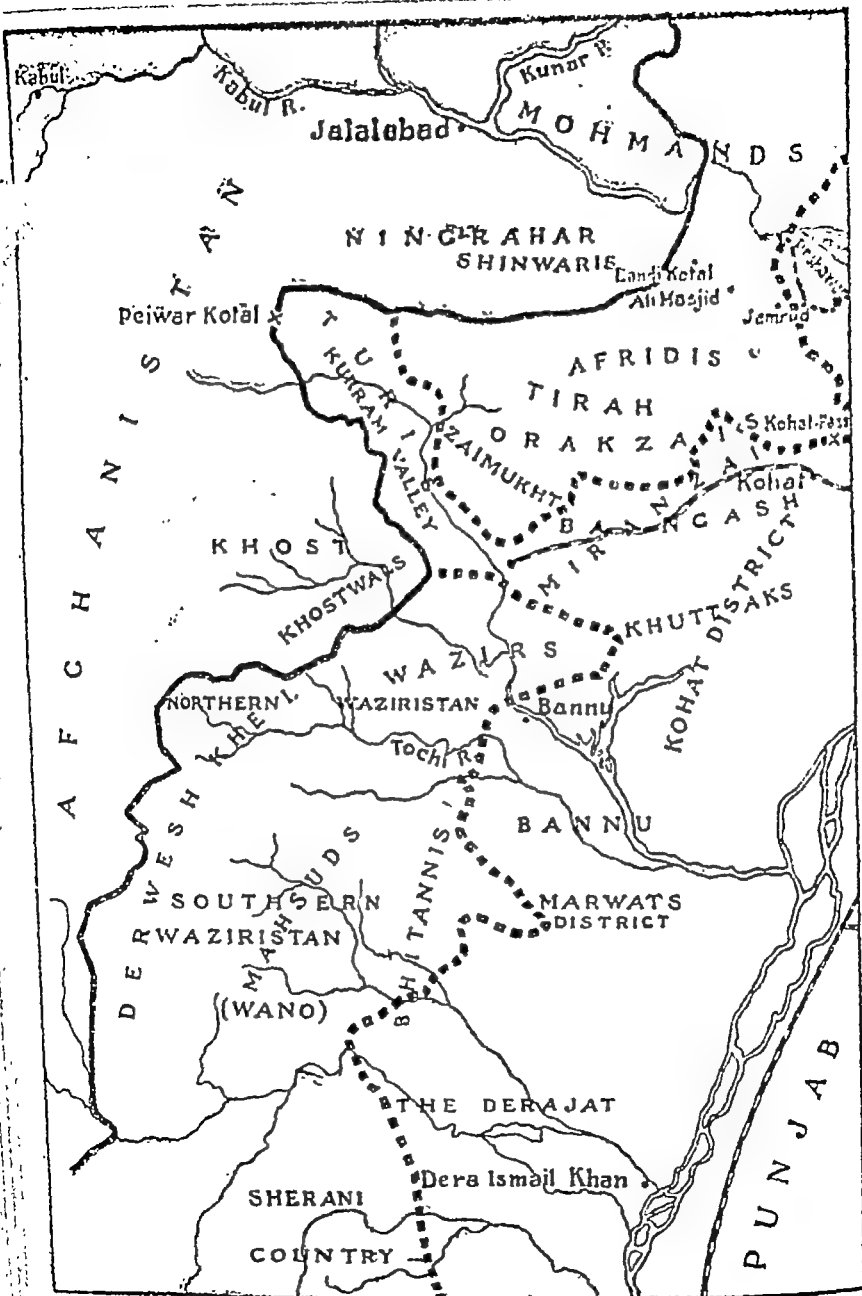 Kabul
Kabul R.
Kunar R.
Jalalabad
MOHMANDS
NINGRAHAR
SHINWARIS
Landi Kotal
Ali Masjid
Jamrud
AFGHANISTAN
Peiwar Kotal
TURI
KURRAM VALLEY
AFRIDIS
TIRAH
ORAKZAIS
Kohat Pass
ZAIMUKHT
Kohat
MIRANZAI
BANGASH
KHOST
KHOSTWALS
KHUTTAKS
KOHAT DISTRICT
WAZIRS
NORTHERN WAZIRISTAN
Bannu
Tochi R.
DERWESH KHEL
BANNU
MAHSUDS
BHITANNIS
SOUTHERN
WAZIRISTAN
MARWATS
DISTRICT
(WANO)
THE DERAJAT
Dera Ismail Khan
SHERANI
COUNTRY
PUNJAB